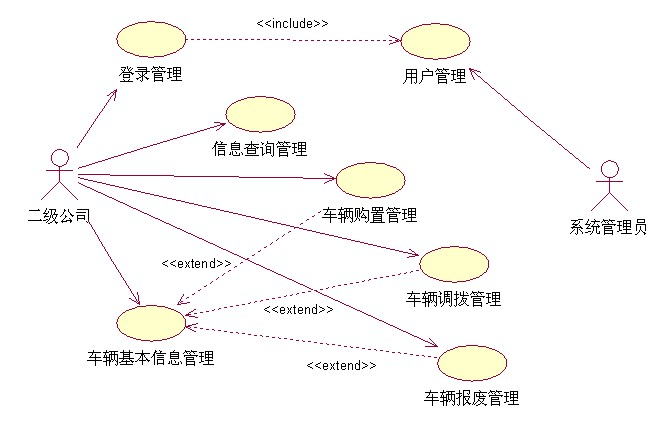 <<include>>
登录管理
用户管理
信息查询管理
二级公司
车辆购置管理
系统管理员
<<extend>>
车辆调拨管理
<<extend>>
车辆基本信息管理
<<extend>>
车辆报废管理